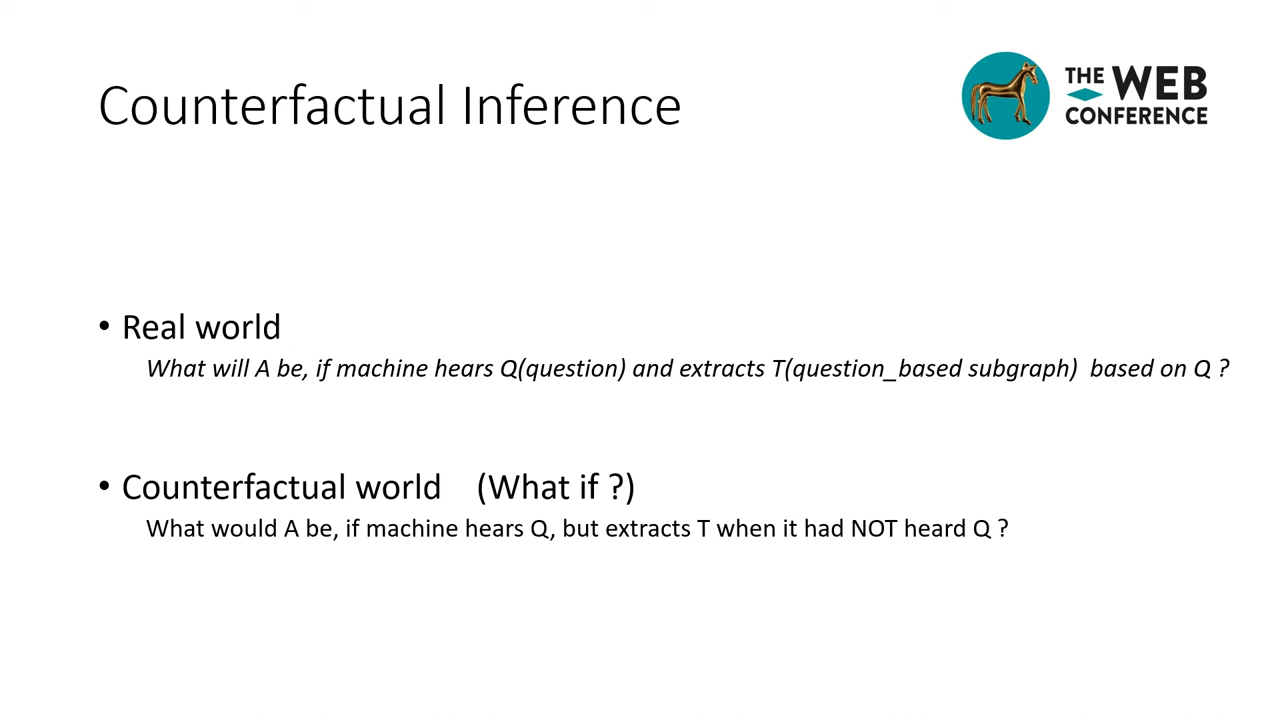 Counterfactual Inference
THE WEB
CONFERENCE
• Real world
What will A be, if machine hears Q(question) and extracts T(question_based subgraph)  based on Q ?
• Counterfactual world    (What if ?)
What would A be, if machine hears Q, but extracts T when it had NOT heard Q ?